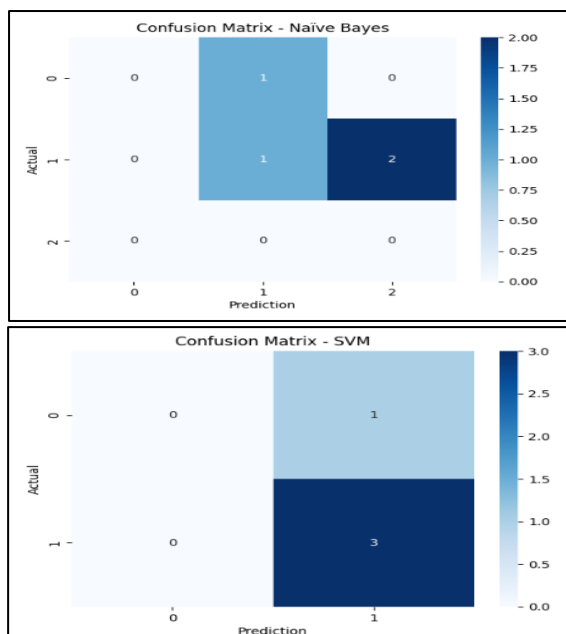 Confusion Matrix - Naïve Bayes
0 0 1 0
1 0 1 2
2 0 0 0
0 1 2
Actual
Prediction
2.00
1.75
1.50
1.25
1.00
0.75
0.50
0.25
0.00
Confusion Matrix - SVM
0 0 1
1 0 3
0 1
Actual
Prediction
3.0
2.5
2.0
1.5
1.0
0.5
0.0